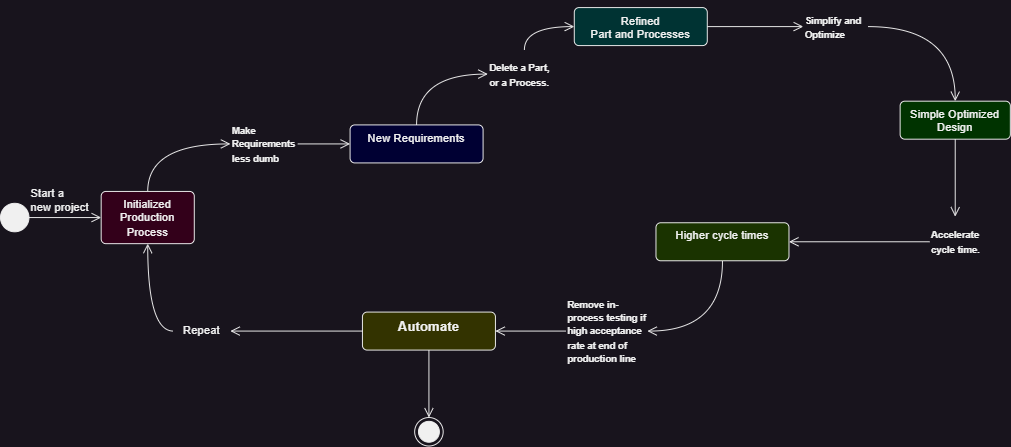 Start a
new project
Initialized
Production
Process
Make
Requirements
less dumb
New Requirements
Delete a Part,
or a Process.
Refined
Part and Processes
Simplify and
Optimize
Simple Optimized
Design
Accelerate
cycle time.
Higher cycle times
Remove in-
process testing if
high acceptance
rate at end of
production line
Automate
Repeat